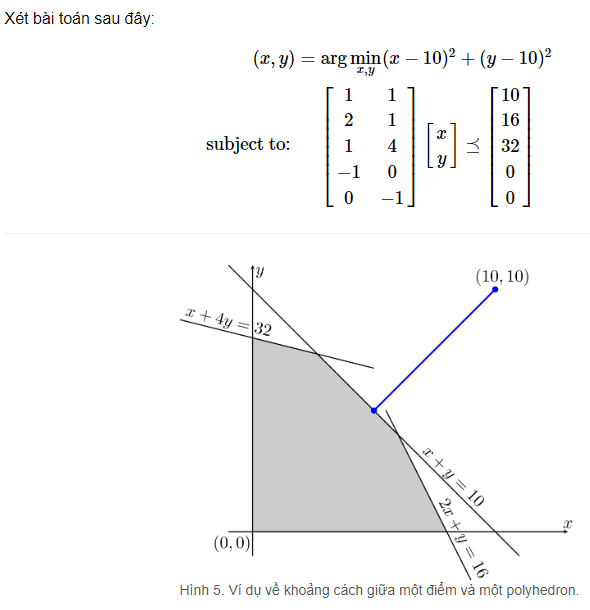 Xét bài toán sau đây:
(x, y) = arg min (x − 10)² + (y − 10)²
x,y
subject to: [1 1; 2 1; 1 4; −1 0; 0 −1] [x; y] ⪯ [10; 16; 32; 0; 0]
y
(10, 10)
x + 4y = 32
x + y = 10
2x + y = 16
x
(0, 0)
Hình 5. Ví dụ về khoảng cách giữa một điểm và một polyhedron.